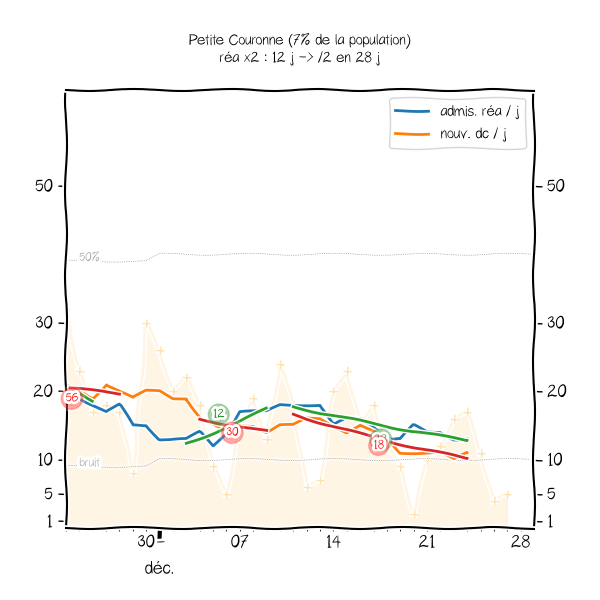 Petite Couronne (7% de la population)
réa x2 : 12 j -> /2 en 28 j
admis. réa / j
nouv. dc / j
50 50
50%
30 30
20 20
56
12
30
18
bruit
10 10
5 5
1 1
30 07 14 21 28
déc.